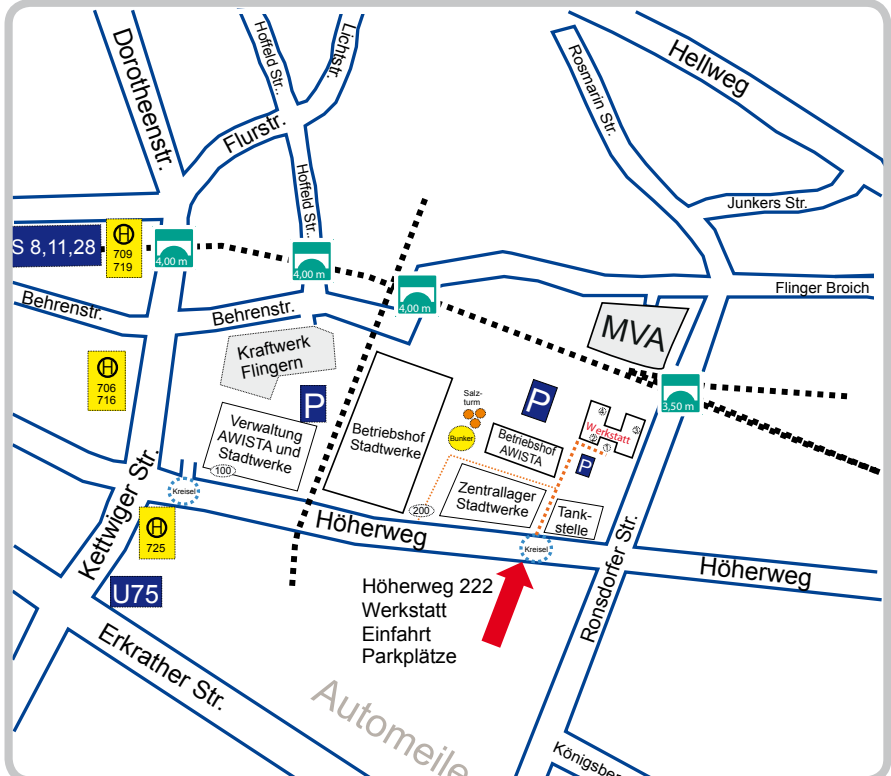 Dorotheenstr.
Hoffeld Str..
Lichtstr.
Flurstr.
Hoffeld Str..
Rosmarin Str.
Hellweg
Junkers Str.
S 8,11,28
H
709
719
4,00 m
4,00 m
4,00 m
Flinger Broich
Behrenstr.
Behrenstr.
MVA
Kraftwerk
Flingern
3,50 m
H
706
716
P
P
Salz-
turm
Bunker
Werkstatt
Verwaltung
AWISTA und
Stadtwerke
100
Betriebshof
Stadtwerke
Betriebshof
AWISTA
P
Zentrallager
Stadtwerke
200
Tank-
stelle
Kreisel
Kreisel
Kettwiger Str.
H
725
Höherweg
Höherweg
Ronsdorfer Str.
U75
Höherweg 222
Werkstatt
Einfahrt
Parkplätze
Erkrather Str.
Automeile
Königsber